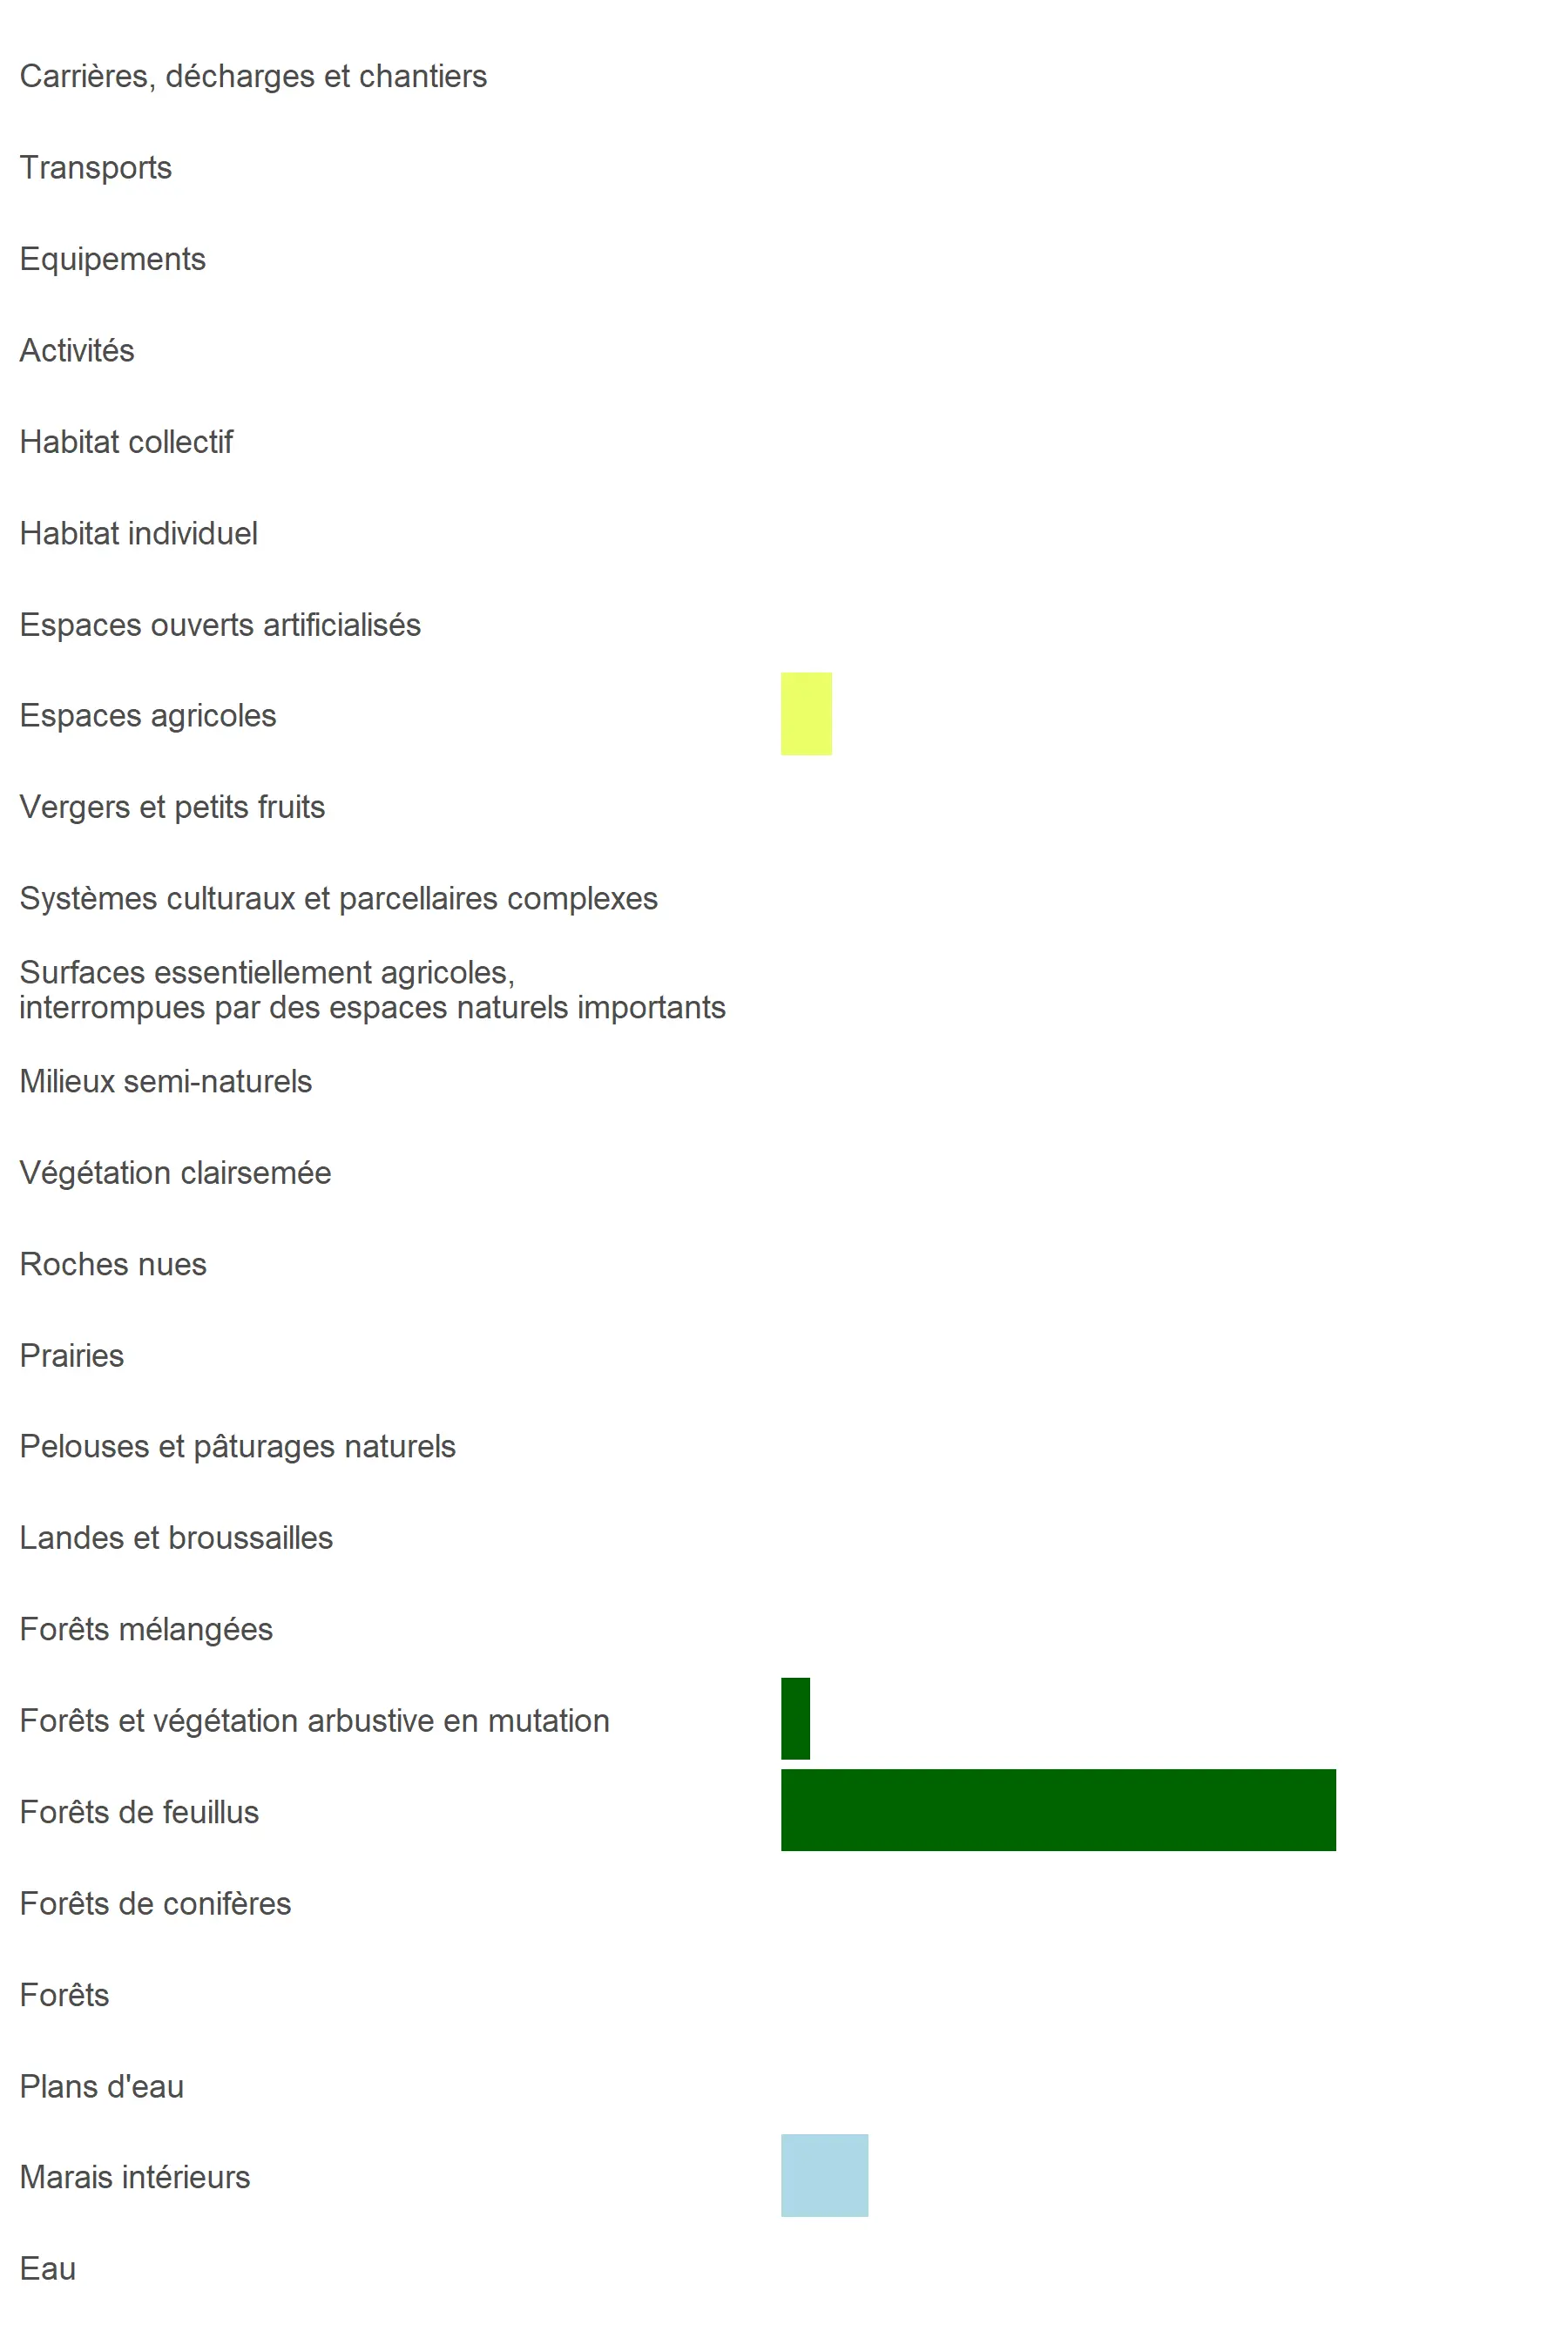 Carrières, décharges et chantiers
Transports
Equipements
Activités
Habitat collectif
Habitat individuel
Espaces ouverts artificialisés
Espaces agricoles
Vergers et petits fruits
Systèmes culturaux et parcellaires complexes
Surfaces essentiellement agricoles,
interrompues par des espaces naturels importants
Milieux semi-naturels
Végétation clairsemée
Roches nues
Prairies
Pelouses et pâturages naturels
Landes et broussailles
Forêts mélangées
Forêts et végétation arbustive en mutation
Forêts de feuillus
Forêts de conifères
Forêts
Plans d'eau
Marais intérieurs
Eau